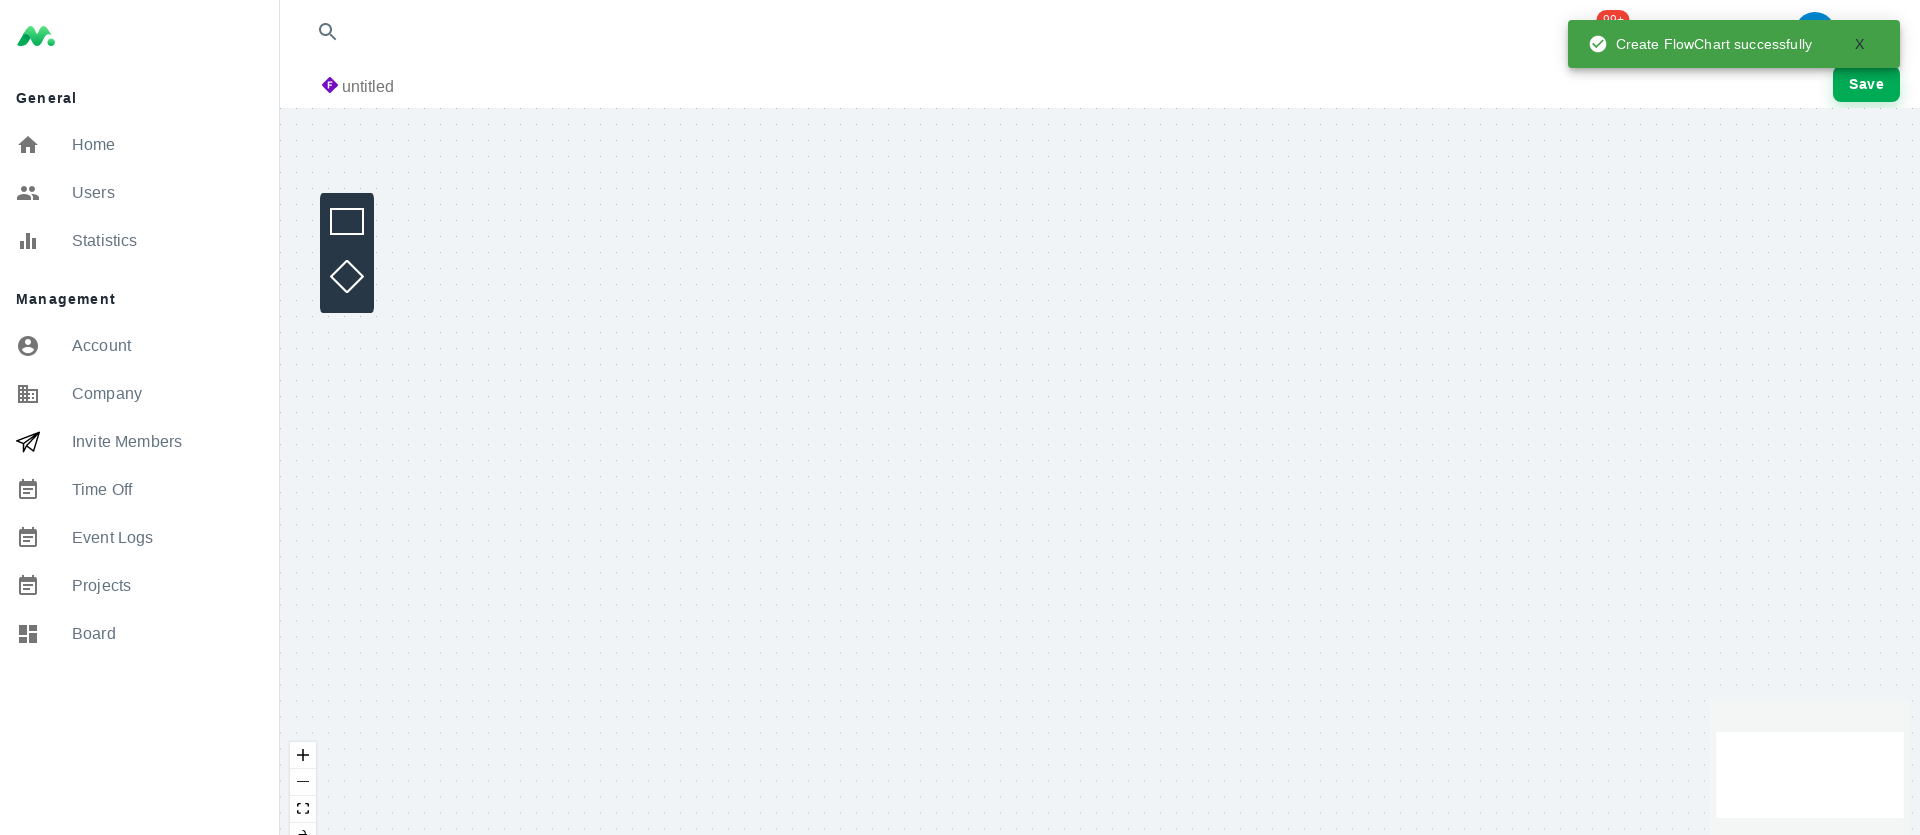 99+
Create FlowChart successfully X
untitled
Save
General
Home
Users
Statistics
Management
Account
Company
Invite Members
Time Off
Event Logs
Projects
Board